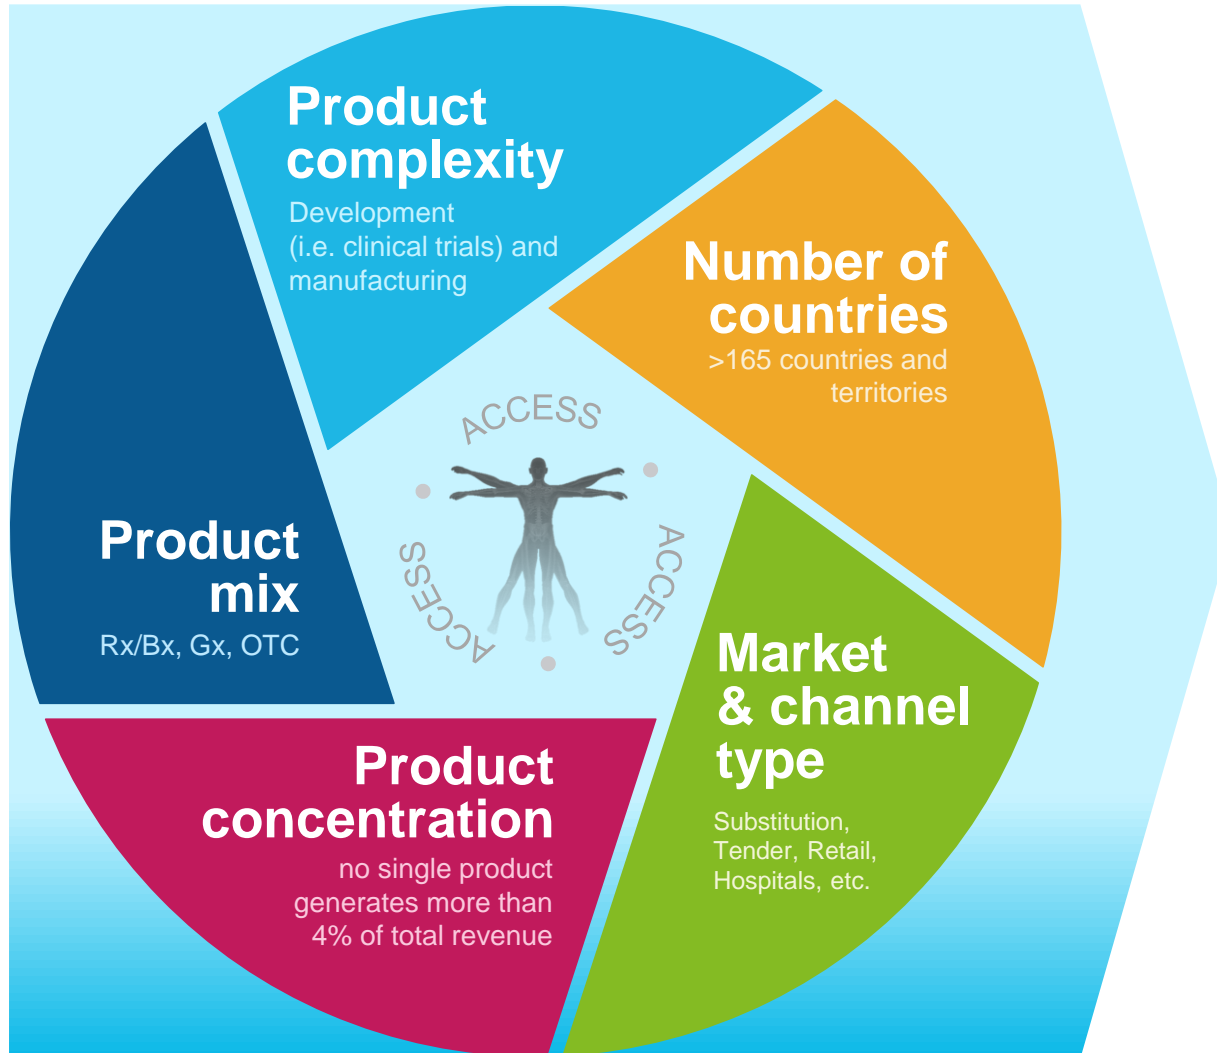 Product
complexity
Development
(i.e. clinical trials) and
manufacturing
Number of
countries
>165 countries and
territories
ACCESS
ACCESS
ACCESS
Product
mix
Rx/Bx, Gx, OTC
Market
& channel
type
Substitution,
Tender, Retail,
Hospitals, etc.
Product
concentration
no single product
generates more than
4% of total revenue